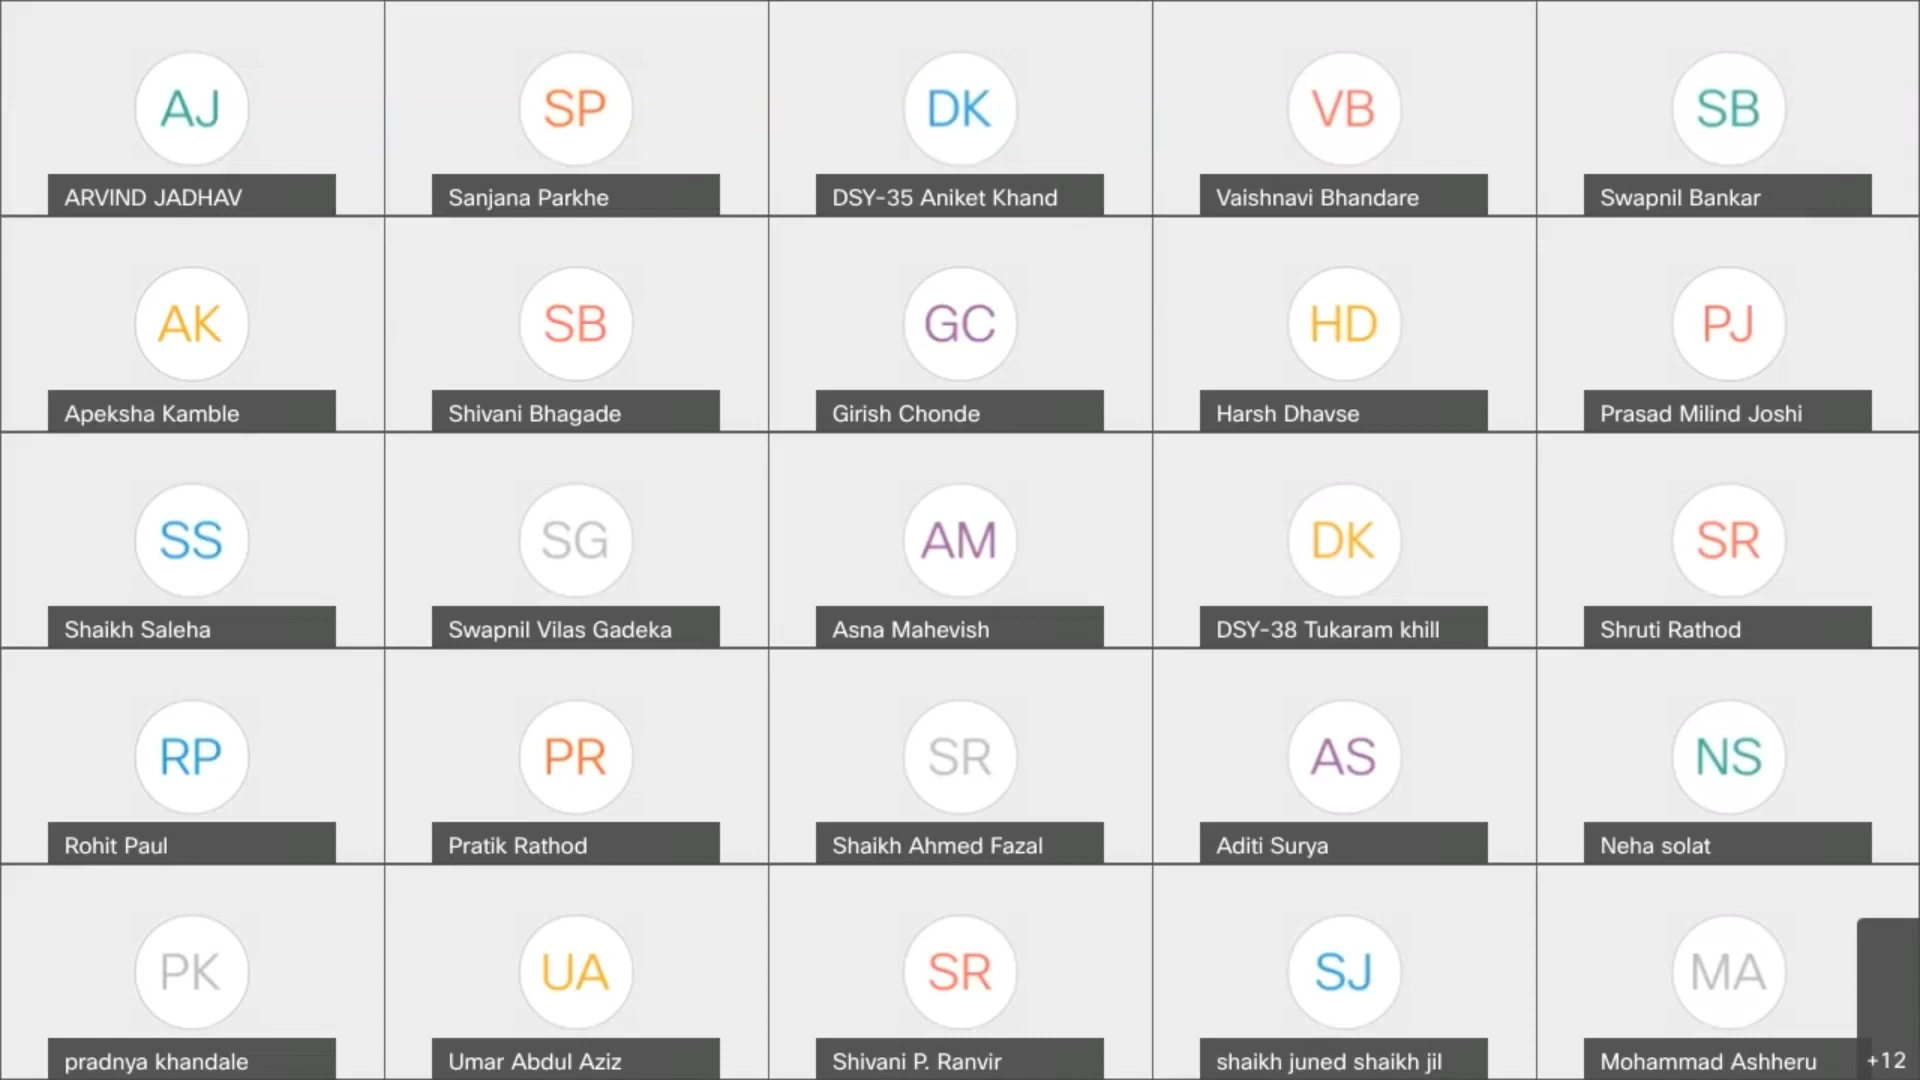 AJ
ARVIND JADHAV
SP
Sanjana Parkhe
DK
DSY-35 Aniket Khand
VB
Vaishnavi Bhandare
SB
Swapnil Bankar
AK
Apeksha Kamble
SB
Shivani Bhagade
GC
Girish Chonde
HD
Harsh Dhavse
PJ
Prasad Milind Joshi
SS
Shaikh Saleha
SG
Swapnil Vilas Gadeka
AM
Asna Mahevish
DK
DSY-38 Tukaram khill
SR
Shruti Rathod
RP
Rohit Paul
PR
Pratik Rathod
SR
Shaikh Ahmed Fazal
AS
Aditi Surya
NS
Neha solat
PK
pradnya khandale
UA
Umar Abdul Aziz
SR
Shivani P. Ranvir
SJ
shaikh juned shaikh jil
MA
Mohammad Ashheru
+12